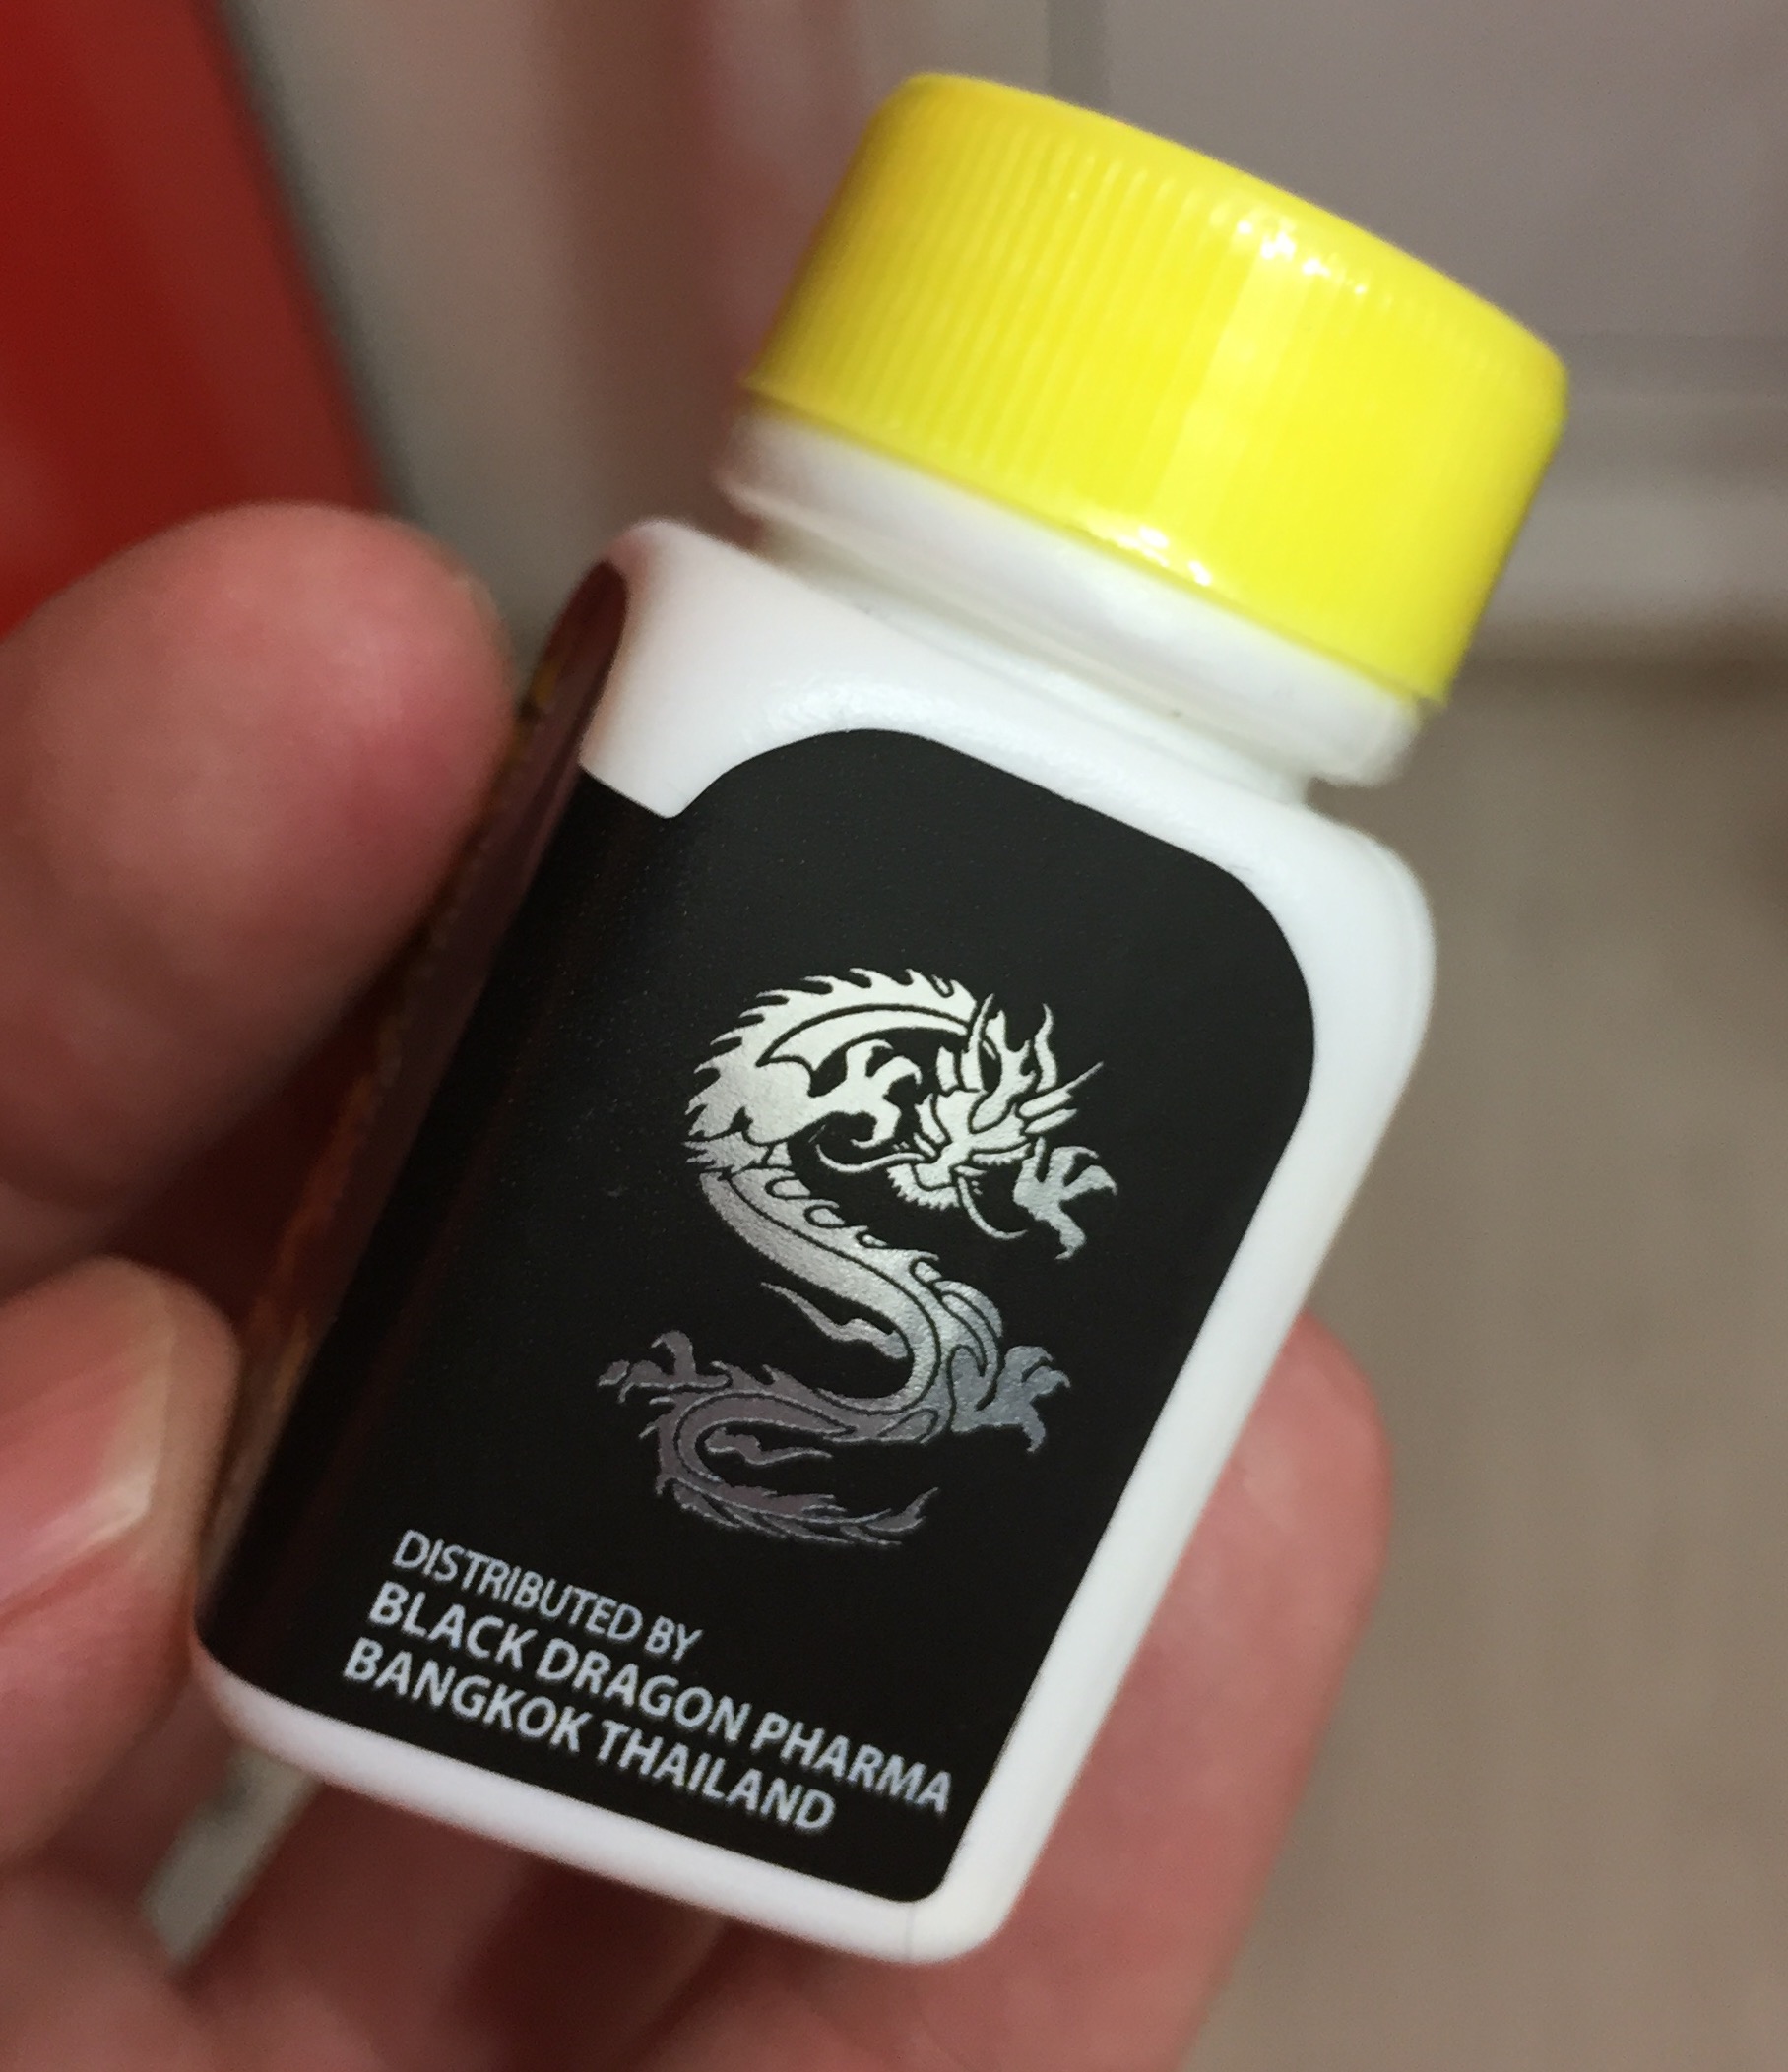 DISTRIBUTED BY
BLACK DRAGON PHARMA
BANGKOK THAILAND